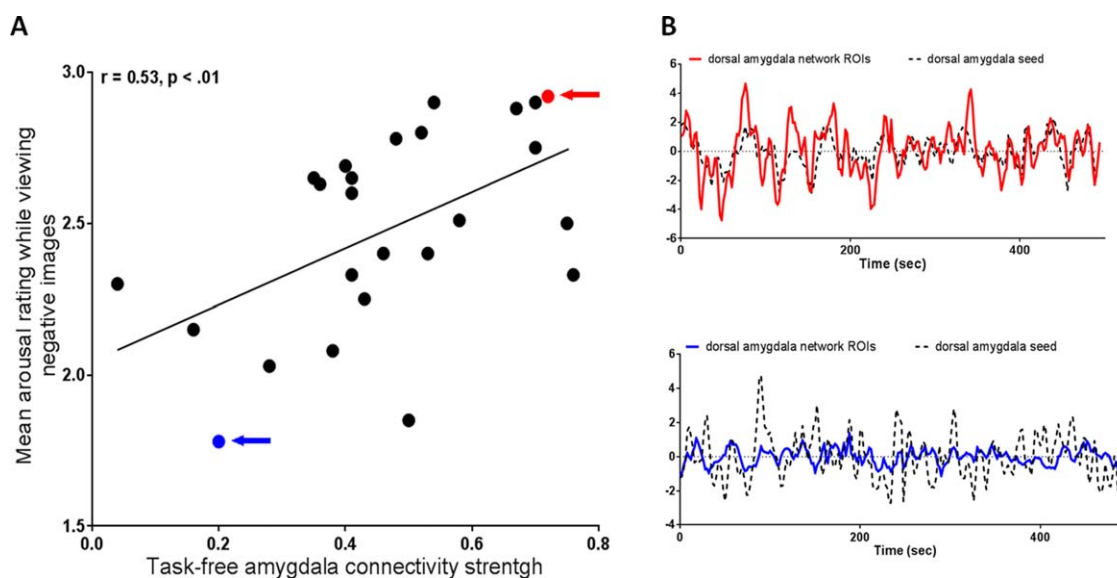 A
r = 0.53, p < .01
3.0
2.5
2.0
1.5
Mean arousal rating while viewing
negative images
0.0 0.2 0.4 0.6 0.8
Task-free amygdala connectivity strentgh
B
dorsal amygdala network ROIs dorsal amygdala seed
6
4
2
0
-2
-4
-6
0 200 400
Time (sec)
dorsal amygdala network ROIs dorsal amygdala seed
6
4
2
0
-2
-4
0 200 400
Time (sec)